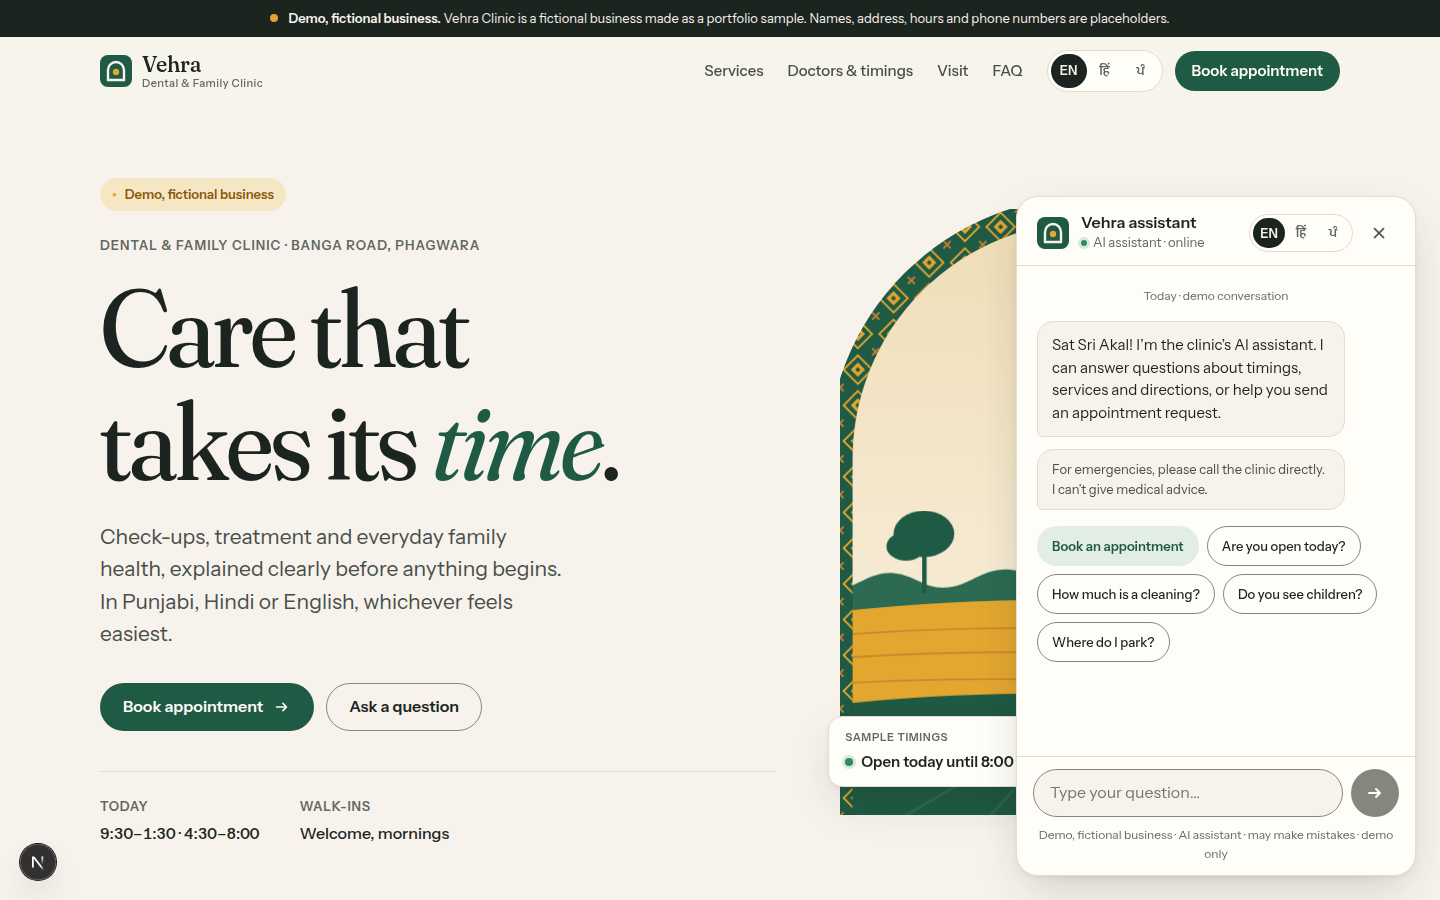 Demo, fictional business. Vehra Clinic is a fictional business made as a portfolio sample. Names, address, hours and phone numbers are placeholders.
Vehra
Dental & Family Clinic
Services
Doctors & timings
Visit
FAQ
EN
हिं
ਪੰ
Book appointment
Demo, fictional business
DENTAL & FAMILY CLINIC · BANGA ROAD, PHAGWARA
Care that
takes its time.
Check-ups, treatment and everyday family
health, explained clearly before anything begins.
In Punjabi, Hindi or English, whichever feels
easiest.
Book appointment →
Ask a question
TODAY
9:30–1:30 · 4:30–8:00
WALK-INS
Welcome, mornings
SAMPLE TIMINGS
Open today until 8:00
Vehra assistant
AI assistant · online
EN
हिं
ਪੰ
Today · demo conversation
Sat Sri Akal! I’m the clinic’s AI assistant. I
can answer questions about timings,
services and directions, or help you send
an appointment request.
For emergencies, please call the clinic directly.
I can’t give medical advice.
Book an appointment
Are you open today?
How much is a cleaning?
Do you see children?
Where do I park?
Type your question…
Demo, fictional business · AI assistant · may make mistakes · demo
only
N